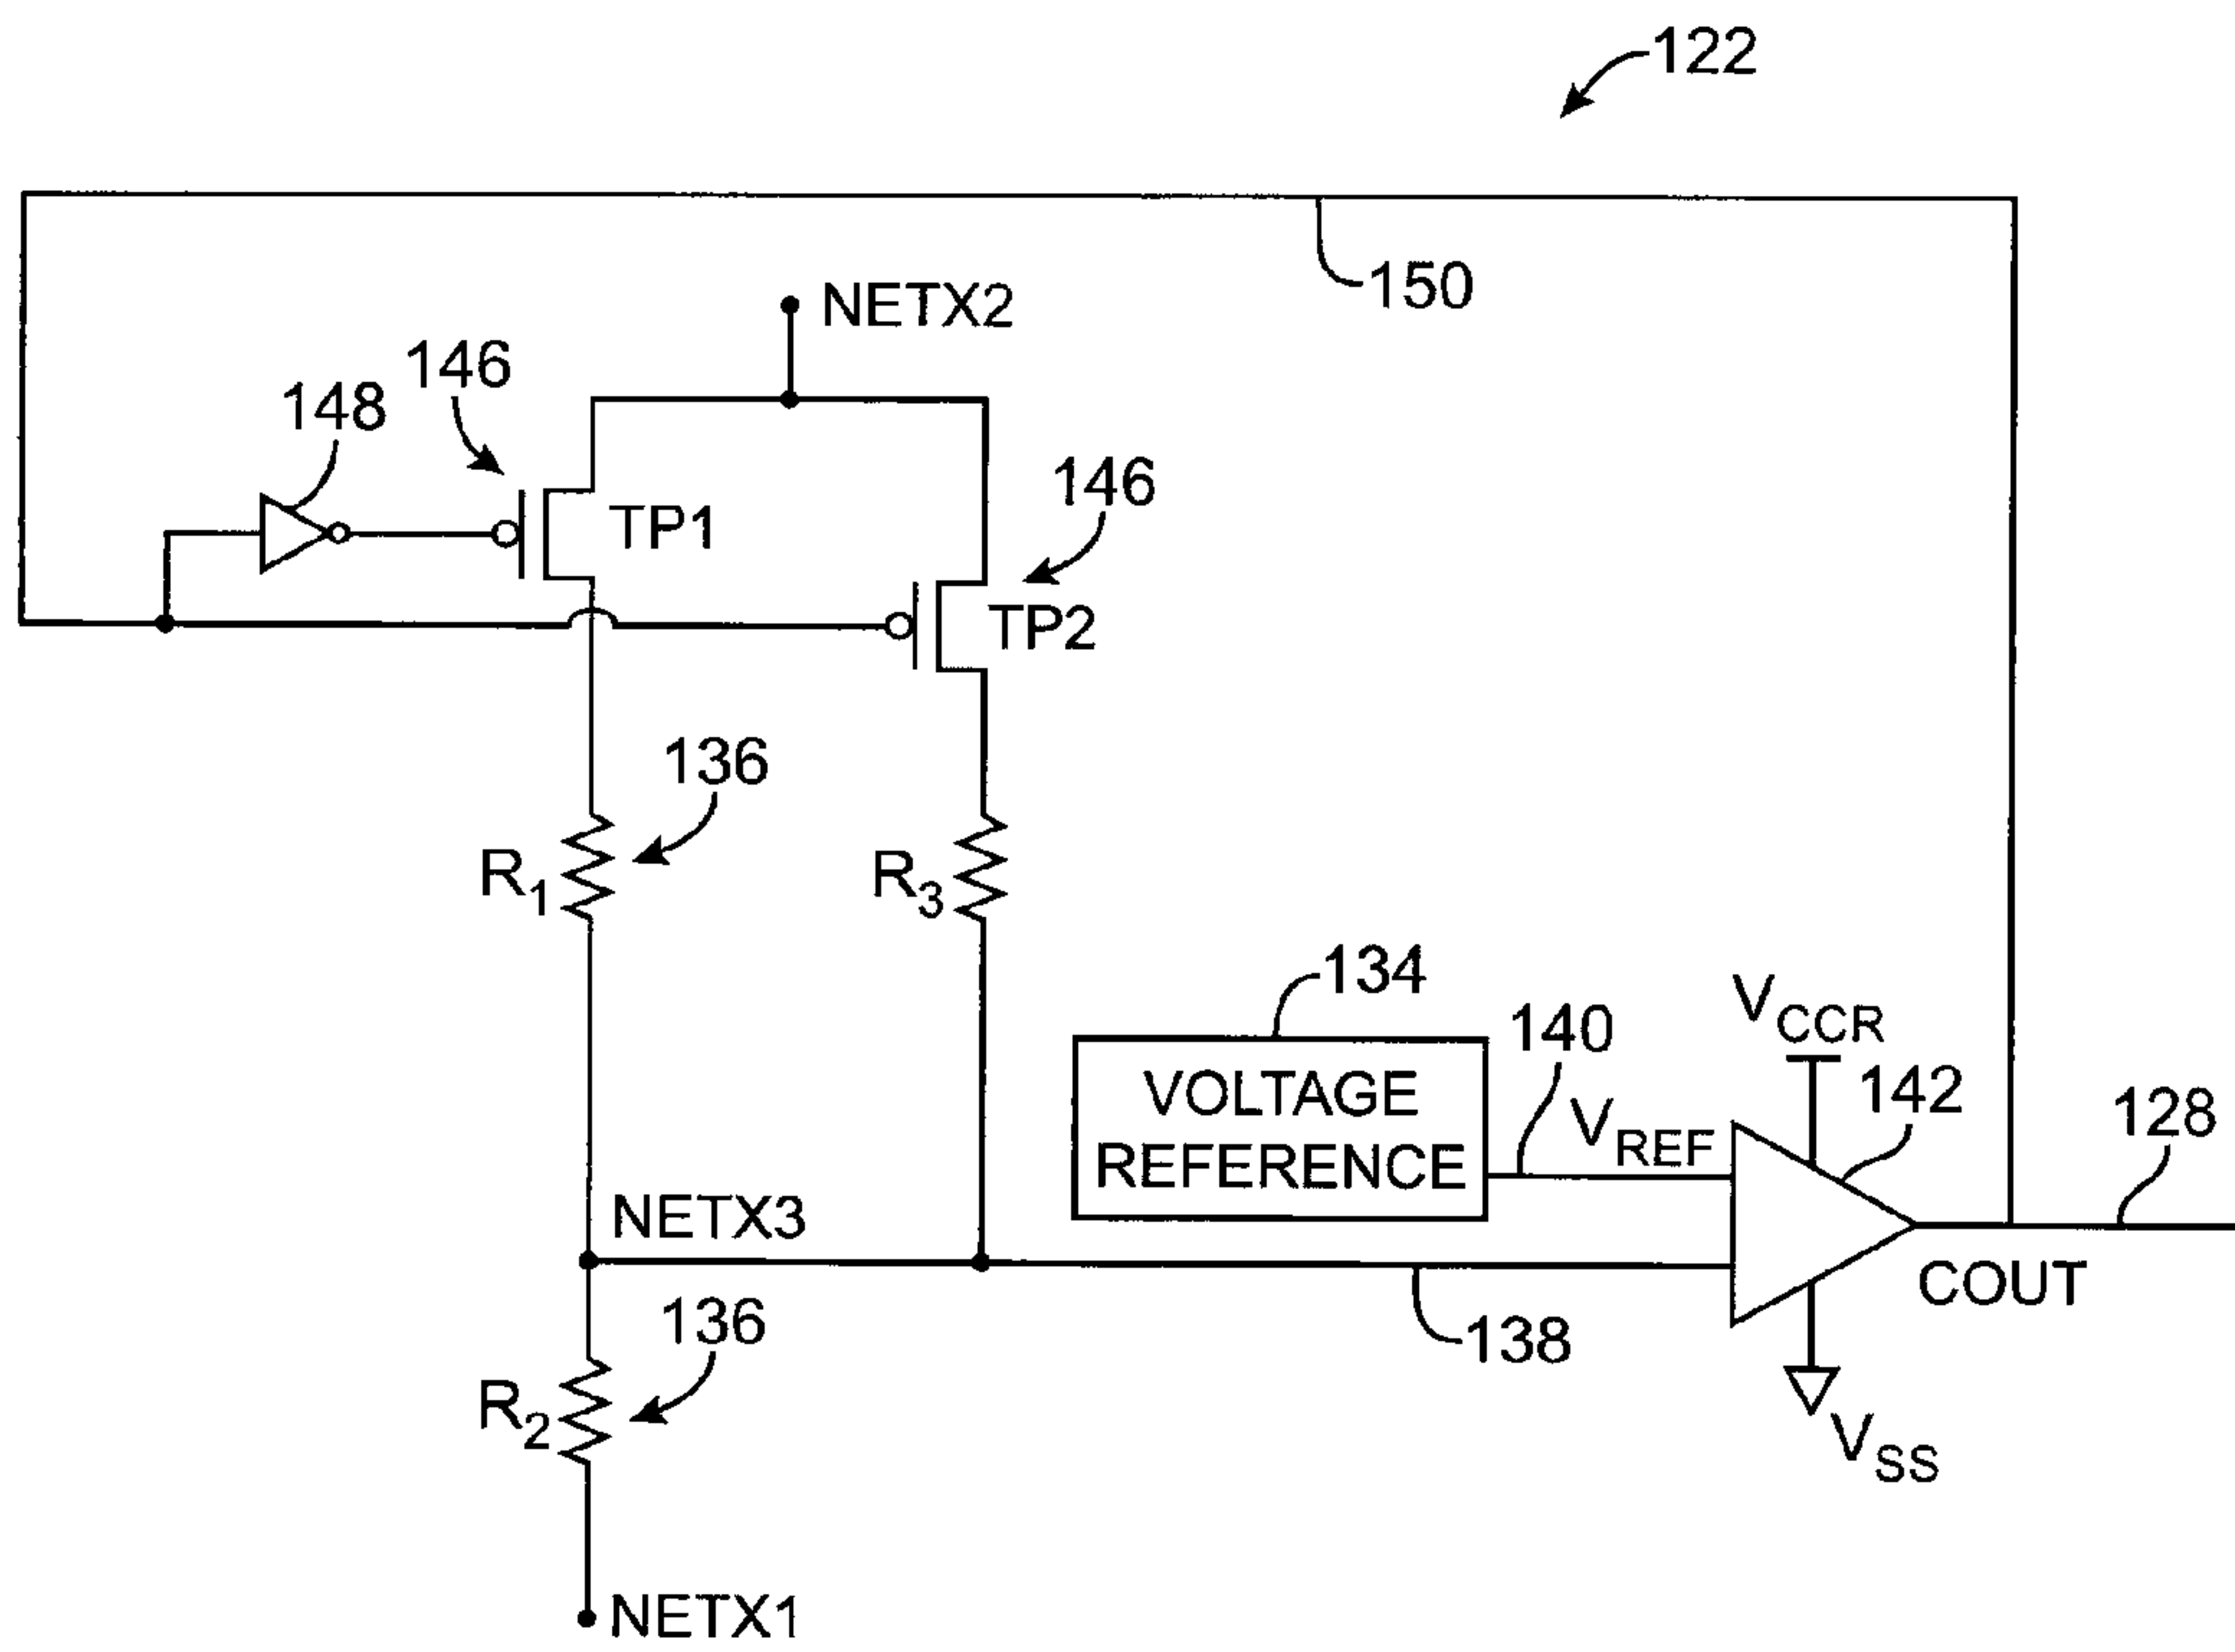 122
150
NETX2
146
148
146
TP1
TP2
136
R1
R3
134
VCCR
140
142
VOLTAGE
REFERENCE
VREF
128
NETX3
COUT
138
136
R2
VSS
NETX1